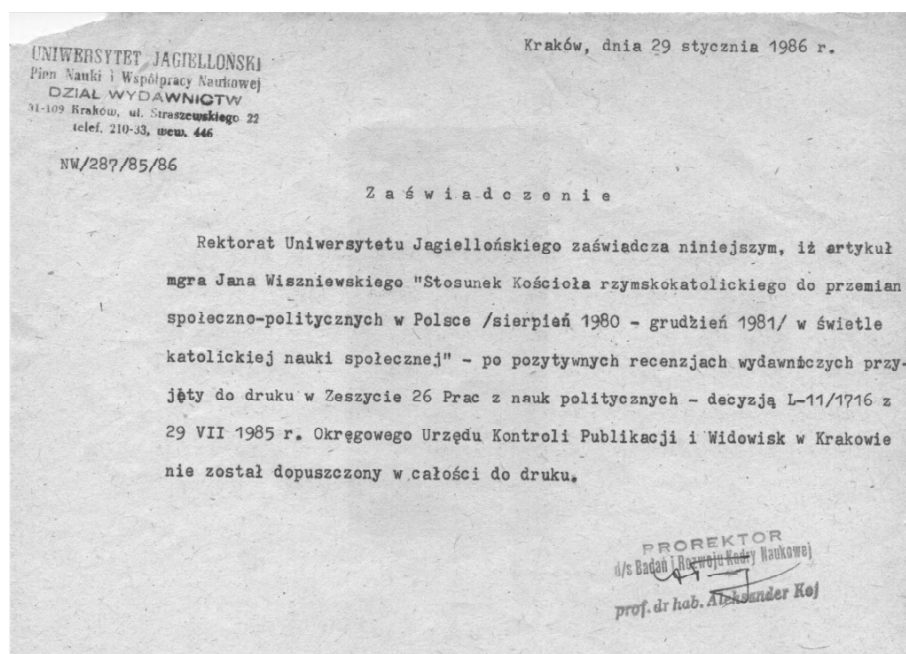 Kraków, dnia 29 stycznia 1986 r.
UNIWERSYTET JAGIELLOŃSKI
Pion Nauki i Współpracy Naukowej
DZIAŁ WYDAWNICTW
31-109 Kraków, ul. Straszewskiego 22
telef. 210-33, wew. 446
NW/287/85/86
Zaświadczenie
Rektorat Uniwersytetu Jagiellońskiego zaświadcza niniejszym, iż artykuł
mgra Jana Wiszniewskiego "Stosunek Kościoła rzymskokatolickiego do przemian
społeczno-politycznych w Polsce /sierpień 1980 - grudzień 1981/ w świetle
katolickiej nauki społecznej" - po pozytywnych recenzjach wydawniczych przy-
jęty do druku w Zeszycie 26 Prac z nauk politycznych - decyzją L-11/1716 z
29 VII 1985 r. Okręgowego Urzędu Kontroli Publikacji i Widowisk w Krakowie
nie został dopuszczony w całości do druku.
PROREKTOR
d/s Badań i Rozwoju Kadry Naukowej
prof. dr hab. Aleksander Koj